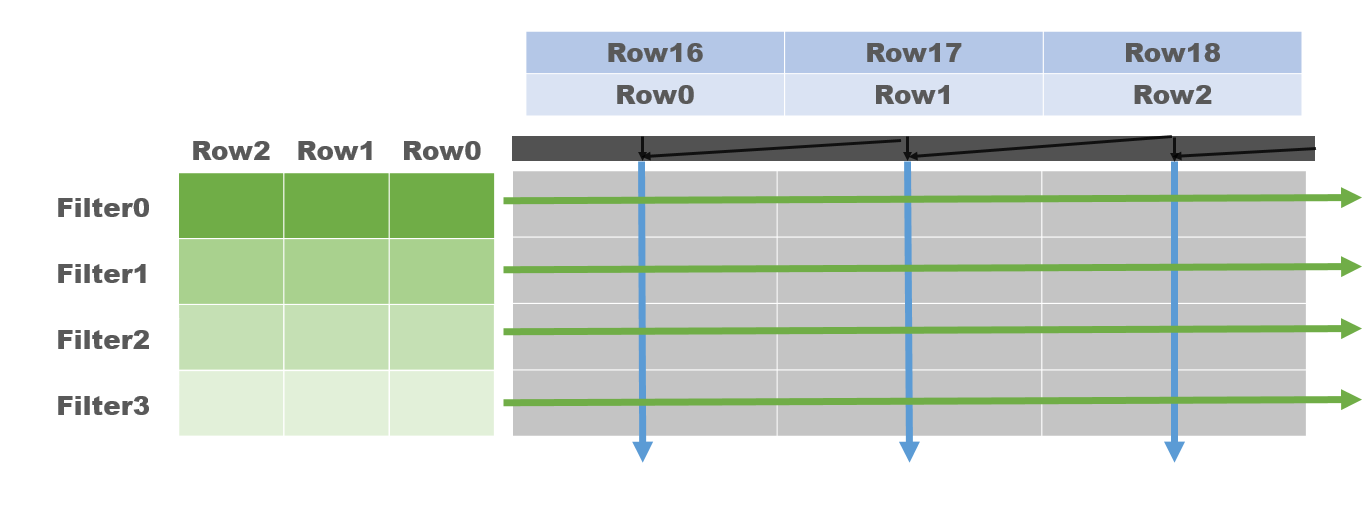 Row16 Row17 Row18
Row0 Row1 Row2
Row2 Row1 Row0
Filter0
Filter1
Filter2
Filter3